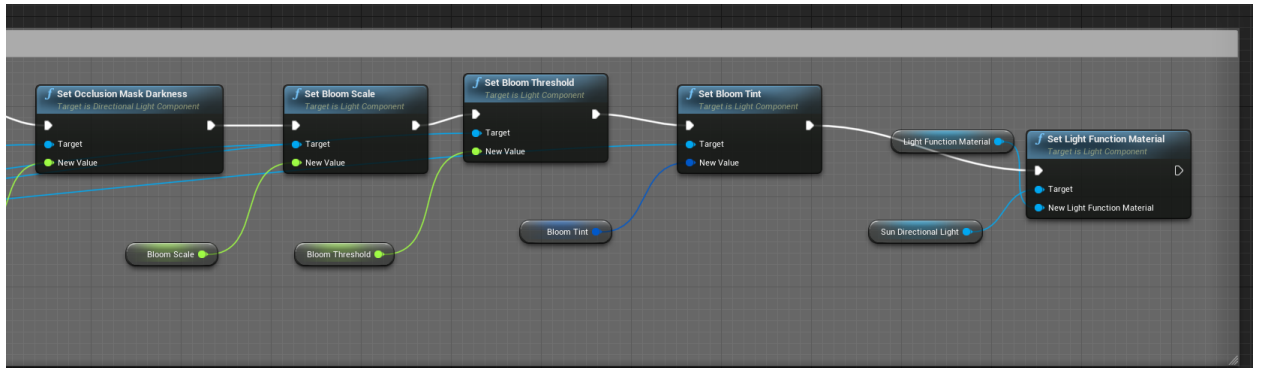 Set Occlusion Mask Darkness
Target is Directional Light Component
Target
New Value
Set Bloom Scale
Target is Light Component
Target
New Value
Set Bloom Threshold
Target is Light Component
Target
New Value
Set Bloom Tint
Target is Light Component
Target
New Value
Light Function Material
Set Light Function Material
Target is Light Component
Target
New Light Function Material
Bloom Scale
Bloom Threshold
Bloom Tint
Sun Directional Light